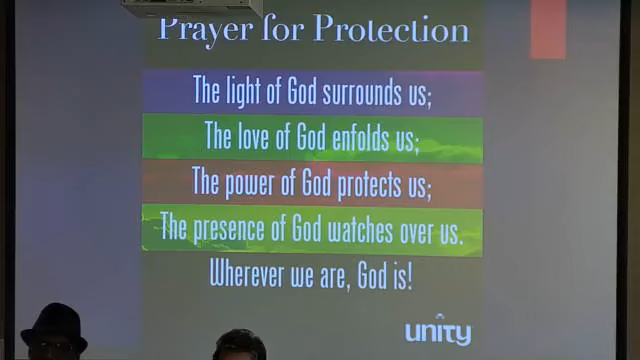 Prayer for Protection
The light of God surrounds us;
The love of God enfolds us;
The power of God protects us;
The presence of God watches over us.
Wherever we are, God is!
unity